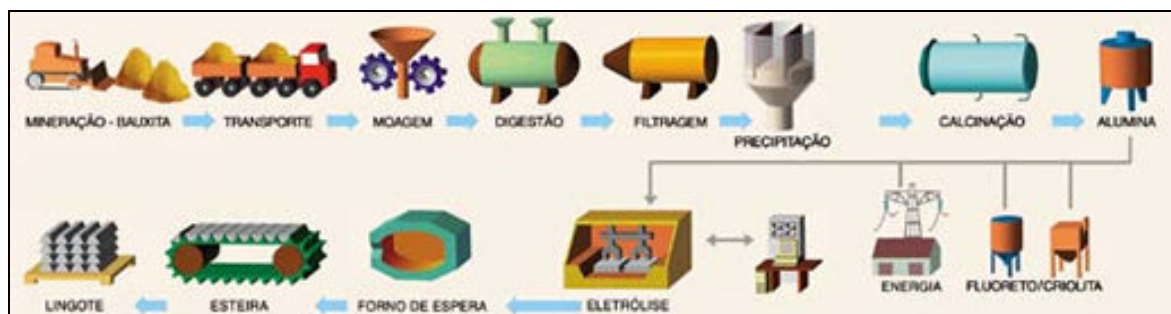 MINERAÇÃO - BAUXITA
TRANSPORTE
MOAGEM
DIGESTÃO
FILTRAGEM
PRECIPITAÇÃO
CALCINAÇÃO
ALUMINA
LINGOTE
ESTEIRA
FORNO DE ESPERA
ELETRÓLISE
ENERGIA
FLUORETO/CRIOLITA